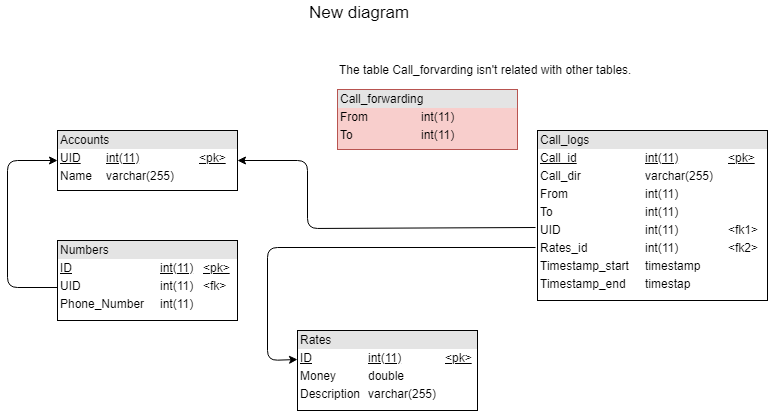 New diagram
The table Call_forvarding isn't related with other tables.
Call_forwarding
From int(11)
To int(11)
Accounts
UID int(11) <pk>
Name varchar(255)
Call_logs
Call_id int(11) <pk>
Call_dir varchar(255)
From int(11)
To int(11)
UID int(11) <fk1>
Rates_id int(11) <fk2>
Timestamp_start timestamp
Timestamp_end timestap
Numbers
ID int(11) <pk>
UID int(11) <fk>
Phone_Number int(11)
Rates
ID int(11) <pk>
Money double
Description varchar(255)